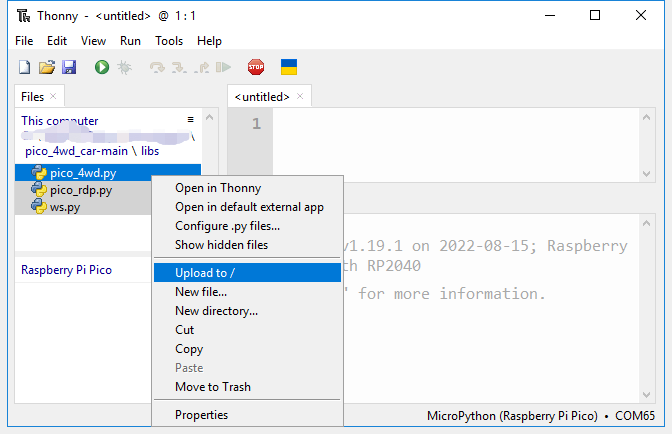 Thonny - <untitled> @ 1 : 1
File Edit View Run Tools Help
STOP
Files × <untitled> ×
This computer ≡
1
\
pico_4wd_car-main \ libs
pico_4wd.py
pico_rdp.py
ws.py
Open in Thonny
Open in default external app
Configure .py files...
Show hidden files
Upload to /
New file...
New directory...
Cut
Copy
Paste
Move to Trash
Properties
v1.19.1 on 2022-08-15; Raspberry
th RP2040
" for more information.
Raspberry Pi Pico
MicroPython (Raspberry Pi Pico) • COM65